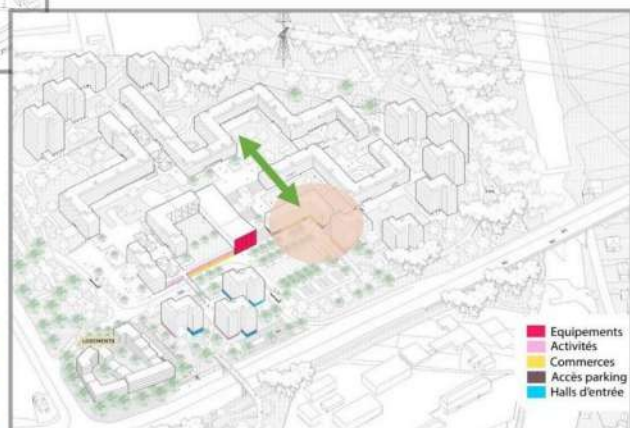 LOGEMENTS
Equipements
Activités
Commerces
Accès parking
Halls d'entrée